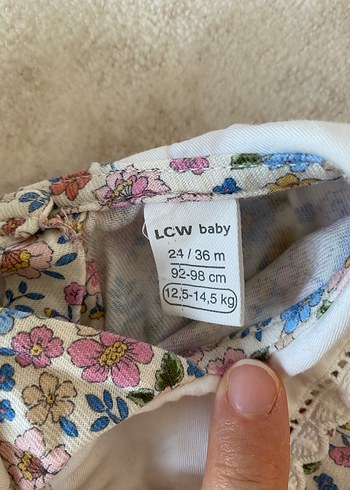 LCW baby
24 / 36 m
92-98 cm
12,5-14,5 kg